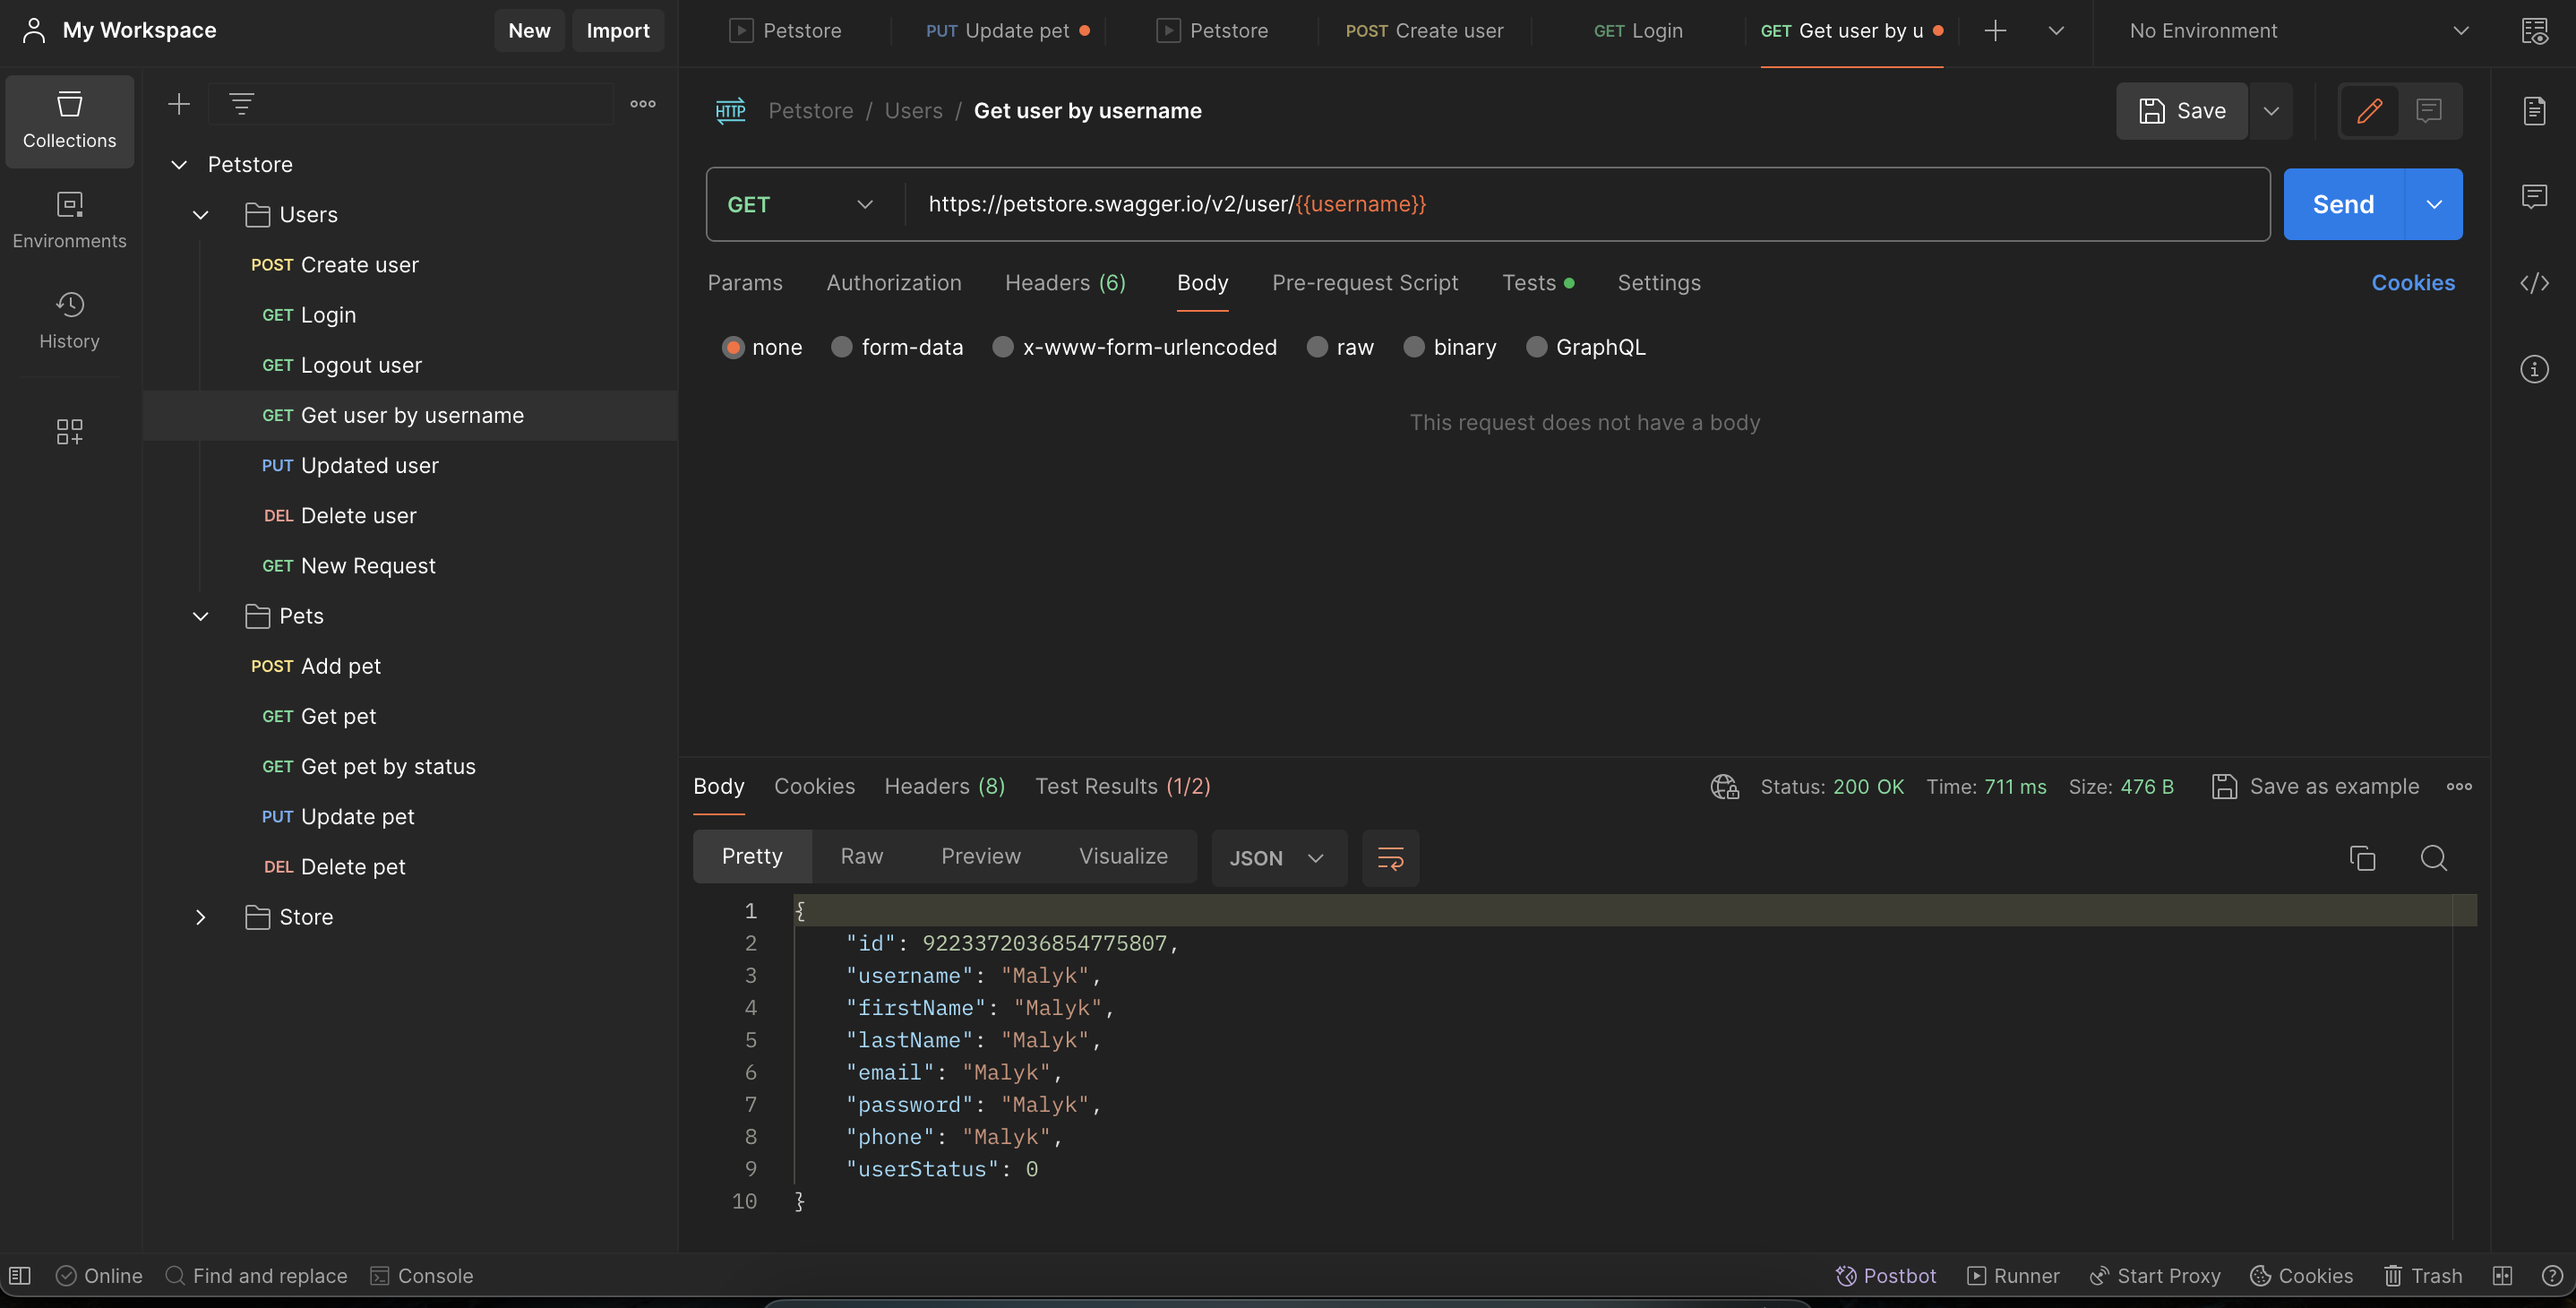 My Workspace New Import
Petstore PUT Update pet Petstore POST Create user GET Login GET Get user by u No Environment
Collections
Environments
History
Petstore
Users
POST Create user
GET Login
GET Logout user
GET Get user by username
PUT Updated user
DEL Delete user
GET New Request
Pets
POST Add pet
GET Get pet
GET Get pet by status
PUT Update pet
DEL Delete pet
Store
HTTP Petstore / Users / Get user by username Save
GET https://petstore.swagger.io/v2/user/{{username}} Send
Params Authorization Headers (6) Body Pre-request Script Tests Settings Cookies
none form-data x-www-form-urlencoded raw binary GraphQL
This request does not have a body
Body Cookies Headers (8) Test Results (1/2) Status: 200 OK Time: 711 ms Size: 476 B Save as example
Pretty Raw Preview Visualize JSON
1 {
2 "id": 9223372036854775807,
3 "username": "Malyk",
4 "firstName": "Malyk",
5 "lastName": "Malyk",
6 "email": "Malyk",
7 "password": "Malyk",
8 "phone": "Malyk",
9 "userStatus": 0
10 }
Online Find and replace Console Postbot Runner Start Proxy Cookies Trash